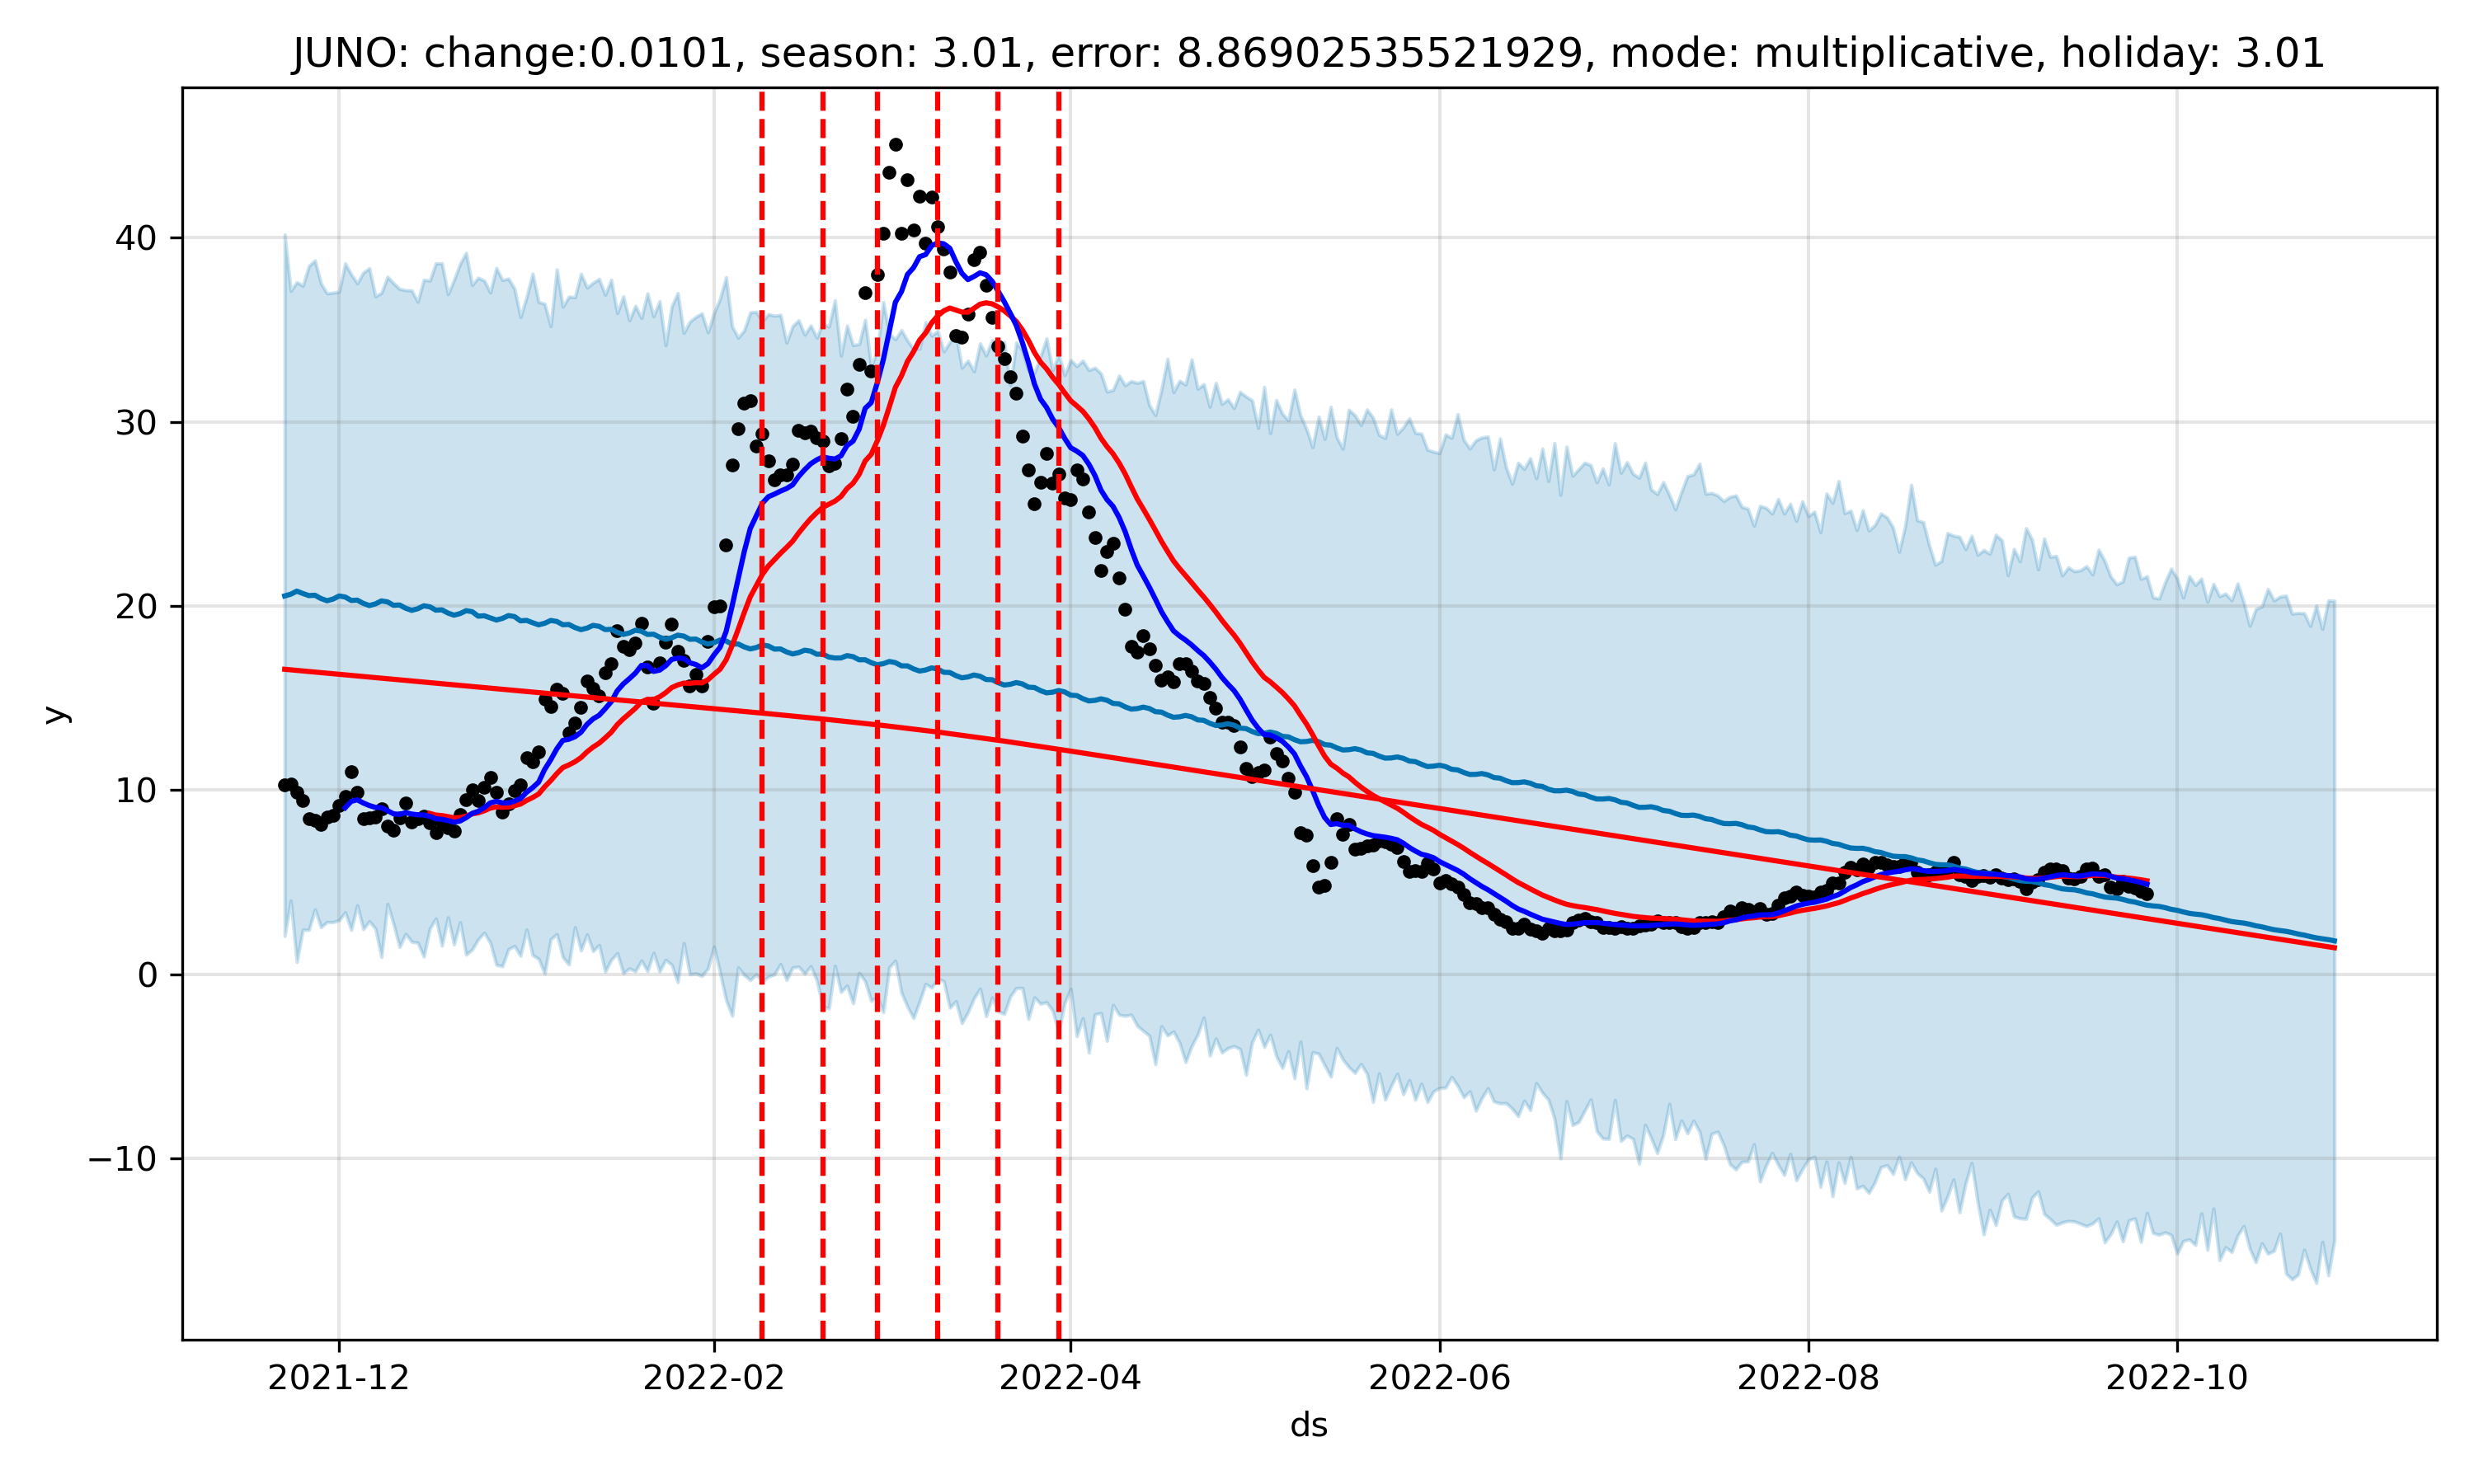 JUNO: change:0.0101, season: 3.01, error: 8.86902535521929, mode: multiplicative, holiday: 3.01
40
30
20
10
0
−10
y
2021-12 2022-02 2022-04 2022-06 2022-08 2022-10
ds